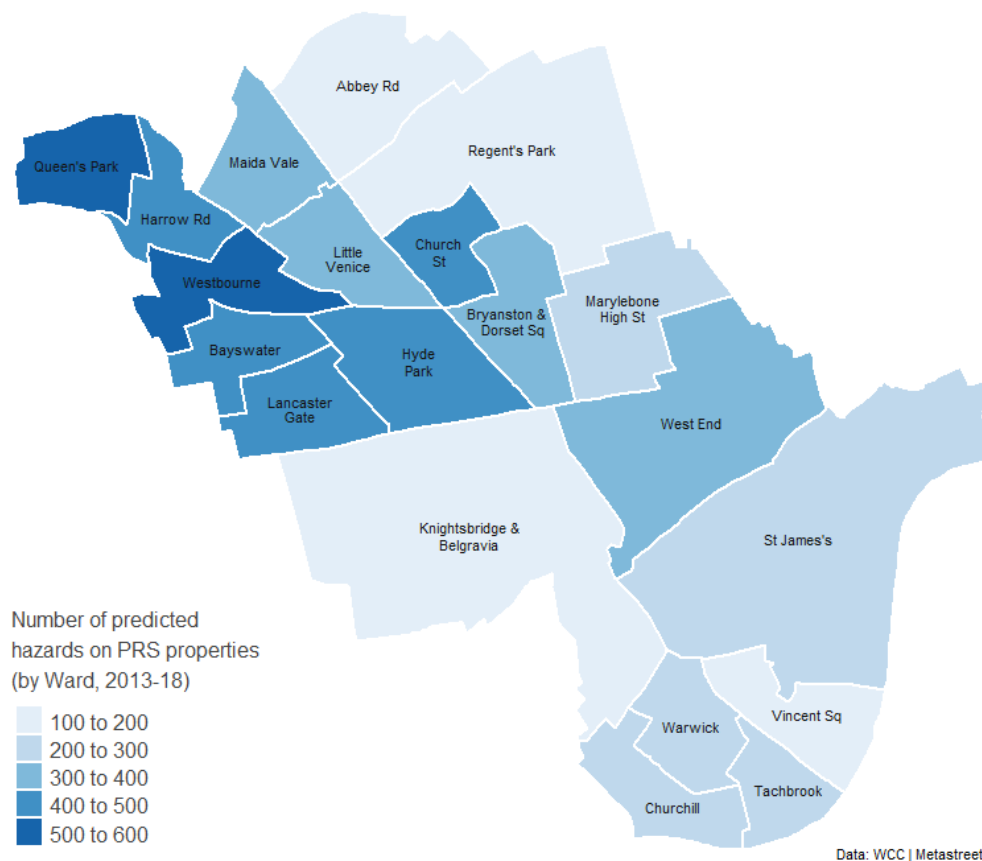 Abbey Rd
Regent's Park
Maida Vale
Queen's Park
Harrow Rd
Church
St
Little
Venice
Westbourne
Marylebone
High St
Bryanston &
Dorset Sq
Bayswater
Hyde
Park
Lancaster
Gate
West End
Knightsbridge &
Belgravia
St James's
Number of predicted
hazards on PRS properties
(by Ward, 2013-18)
100 to 200
200 to 300
300 to 400
400 to 500
500 to 600
Vincent Sq
Warwick
Tachbrook
Churchill
Data: WCC | Metastreet